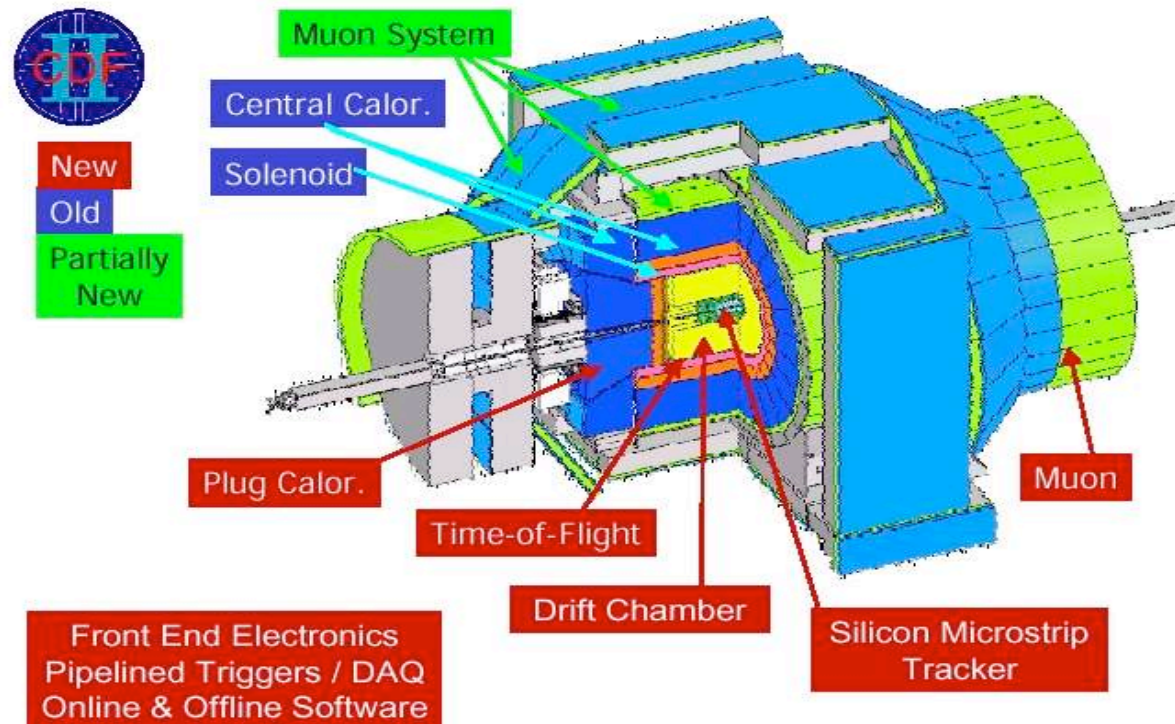 II
CDF
New
Old
Partially
New
Muon System
Central Calor.
Solenoid
Plug Calor.
Time-of-Flight
Drift Chamber
Silicon Microstrip
Tracker
Muon
Front End Electronics
Pipelined Triggers / DAQ
Online & Offline Software